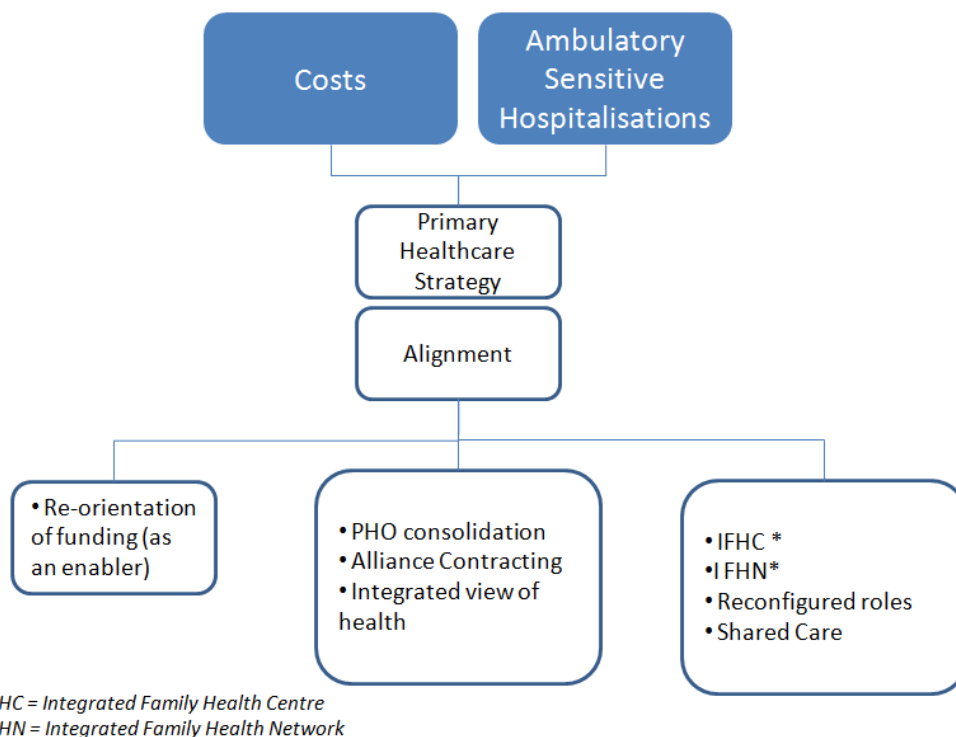 Costs
Ambulatory
Sensitive
Hospitalisations
Primary
Healthcare
Strategy
Alignment
• Re-orientation
of funding (as
an enabler)
• PHO consolidation
• Alliance Contracting
• Integrated view of
health
• IFHC *
• I FHN*
• Reconfigured roles
• Shared Care
HC = Integrated Family Health Centre
HN = Integrated Family Health Network